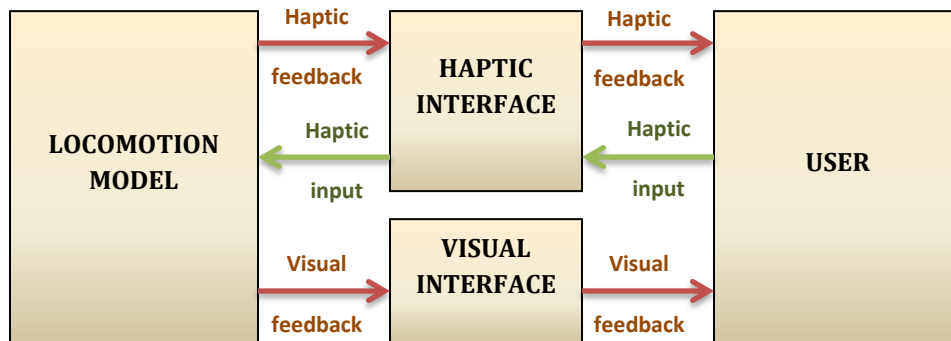 LOCOMOTION
MODEL
Haptic
feedback
Haptic
input
Visual
feedback
HAPTIC
INTERFACE
VISUAL
INTERFACE
Haptic
feedback
Haptic
input
Visual
feedback
USER